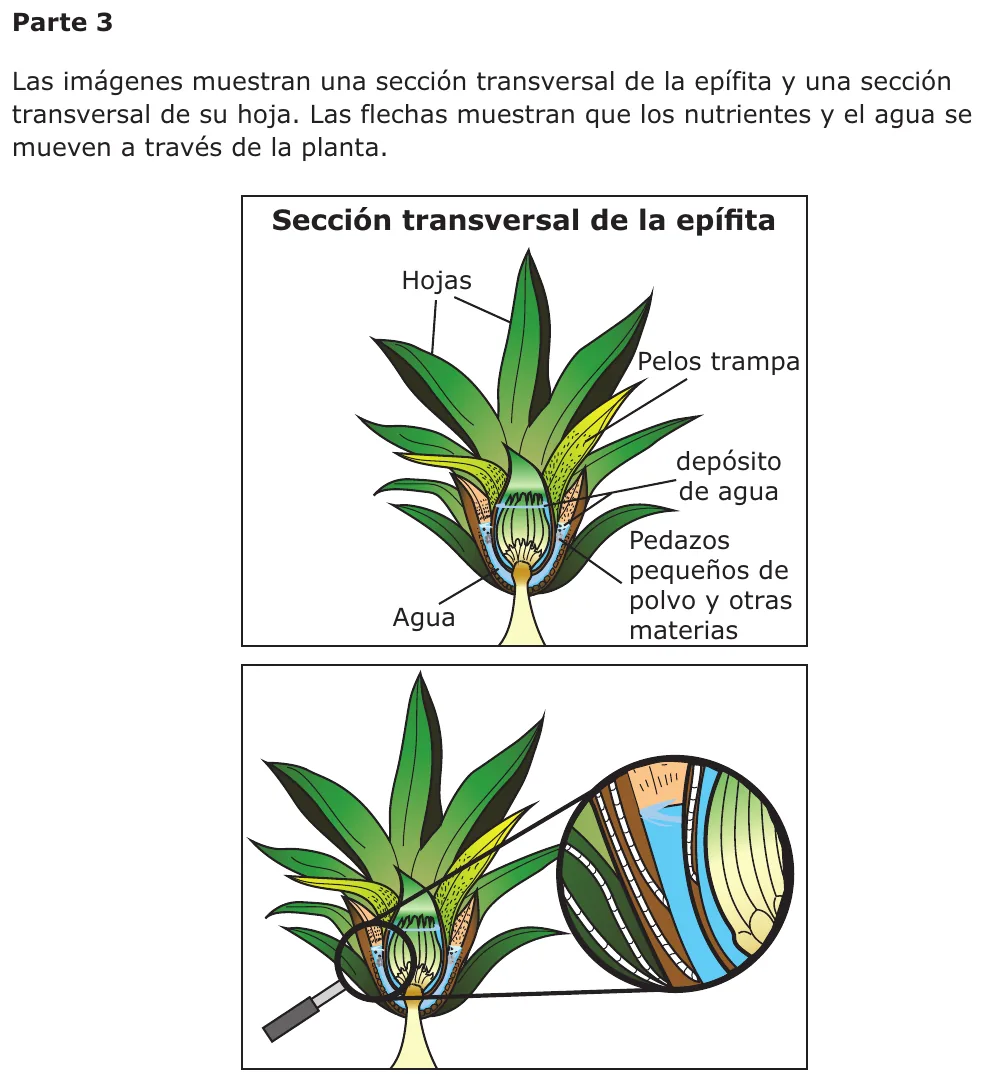 Parte 3
Las imágenes muestran una sección transversal de la epífita y una sección
transversal de su hoja. Las flechas muestran que los nutrientes y el agua se
mueven a través de la planta.
Sección transversal de la epífita
Hojas
Pelos trampa
depósito
de agua
Pedazos
pequeños de
polvo y otras
materias
Agua